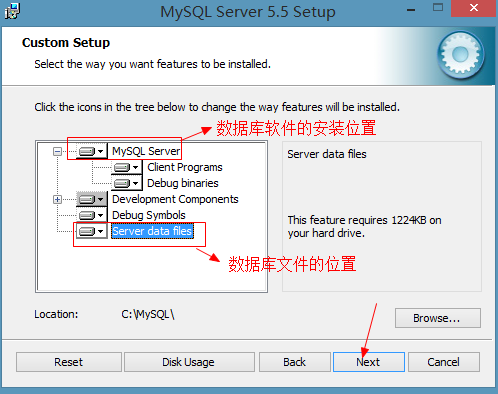 MySQL Server 5.5 Setup
Custom Setup
Select the way you want features to be installed.
Click the icons in the tree below to change the way features will be installed.
MySQL Server
数据库软件的安装位置
Client Programs
Debug binaries
Development Components
Debug Symbols
Server data files
数据库文件的位置
Server data files
This feature requires 1224KB on
your hard drive.
Location: C:\MySQL\
Browse...
Reset Disk Usage Back Next Cancel